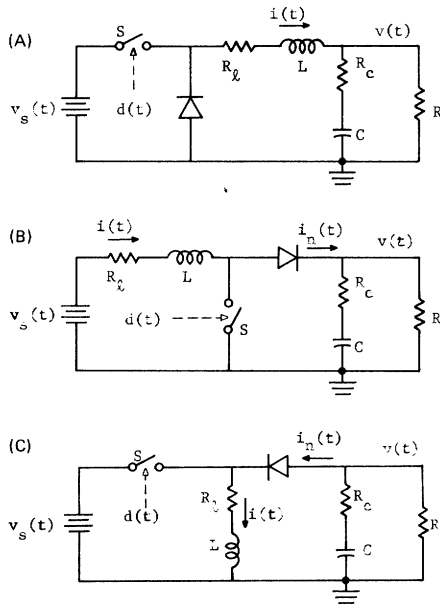 (A)
S
i(t)
v(t)
R_ℓ
L
R_c
v_s(t)
d(t)
C
R
(B)
i(t)
i_n(t)
v(t)
R_ℓ
L
R_c
d(t)
S
v_s(t)
C
R
(C)
S
i_n(t)
v(t)
R_ℓ
i(t)
R_c
v_s(t)
d(t)
L
C
R